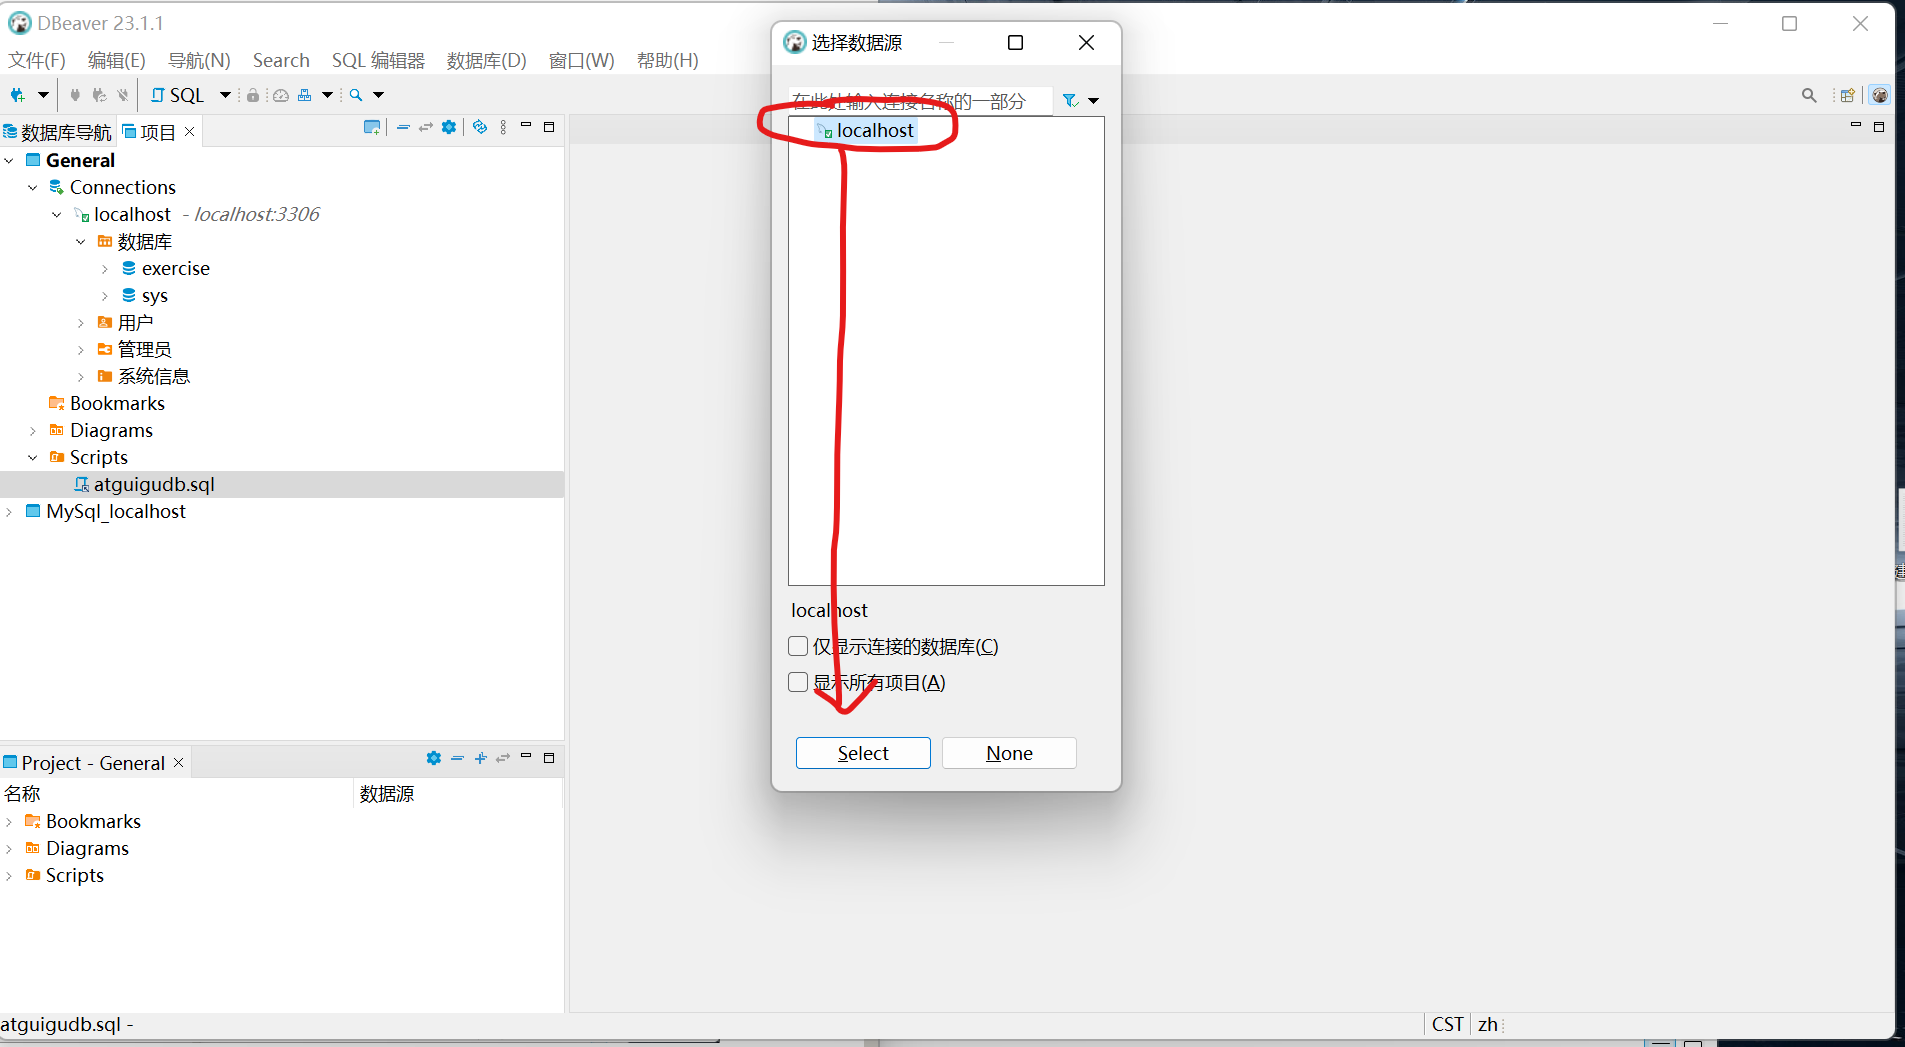 DBeaver 23.1.1
文件(F) 编辑(E) 导航(N) Search SQL 编辑器 数据库(D) 窗口(W) 帮助(H)
SQL
数据库导航 项目
General
Connections
localhost - localhost:3306
数据库
exercise
sys
用户
管理员
系统信息
Bookmarks
Diagrams
Scripts
atguigudb.sql
MySql_localhost
Project - General
名称 数据源
Bookmarks
Diagrams
Scripts
选择数据源
在此处输入连接名称的一部分
localhost
localhost
仅显示连接的数据库(C)
显示所有项目(A)
Select None
atguigudb.sql -
CST zh